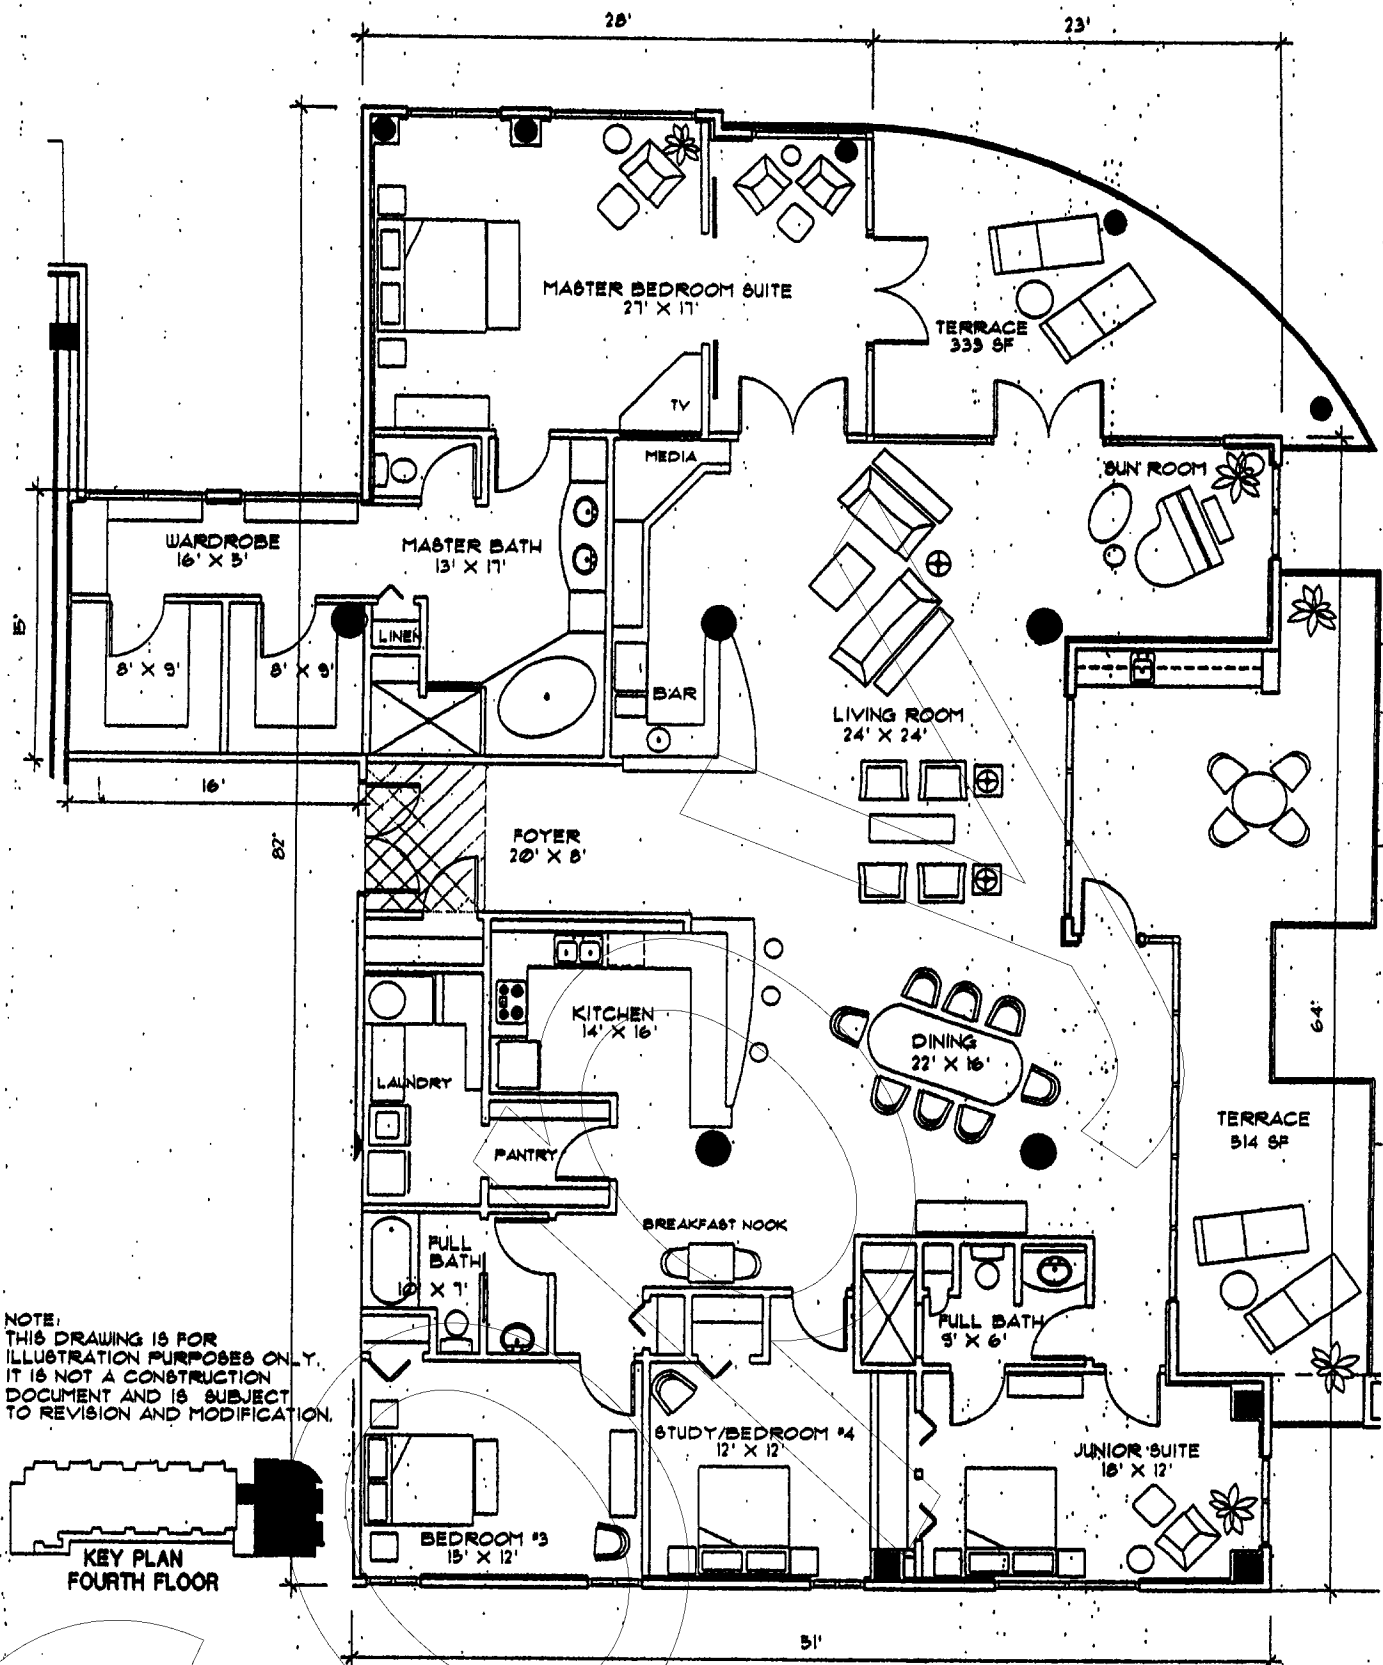 28'
23'
MASTER BEDROOM SUITE
27' X 17'
TERRACE
333 SF
TV
MEDIA
SUN ROOM
WARDROBE
16' X 5'
MASTER BATH
13' X 17'
15'
LINEN
8' X 9'
8' X 9'
BAR
LIVING ROOM
24' X 24'
16'
82'
FOYER
20' X 8'
KITCHEN
14' X 16'
DINING
22' X 16'
64'
LAUNDRY
TERRACE
514 SF
PANTRY
BREAKFAST NOOK
FULL
BATH
10' X 7'
FULL BATH
9' X 6'
NOTE:
THIS DRAWING IS FOR
ILLUSTRATION PURPOSES ONLY.
IT IS NOT A CONSTRUCTION
DOCUMENT AND IS SUBJECT
TO REVISION AND MODIFICATION.
STUDY/BEDROOM #4
12' X 12'
JUNIOR SUITE
18' X 12'
BEDROOM #3
15' X 12'
KEY PLAN
FOURTH FLOOR
51'